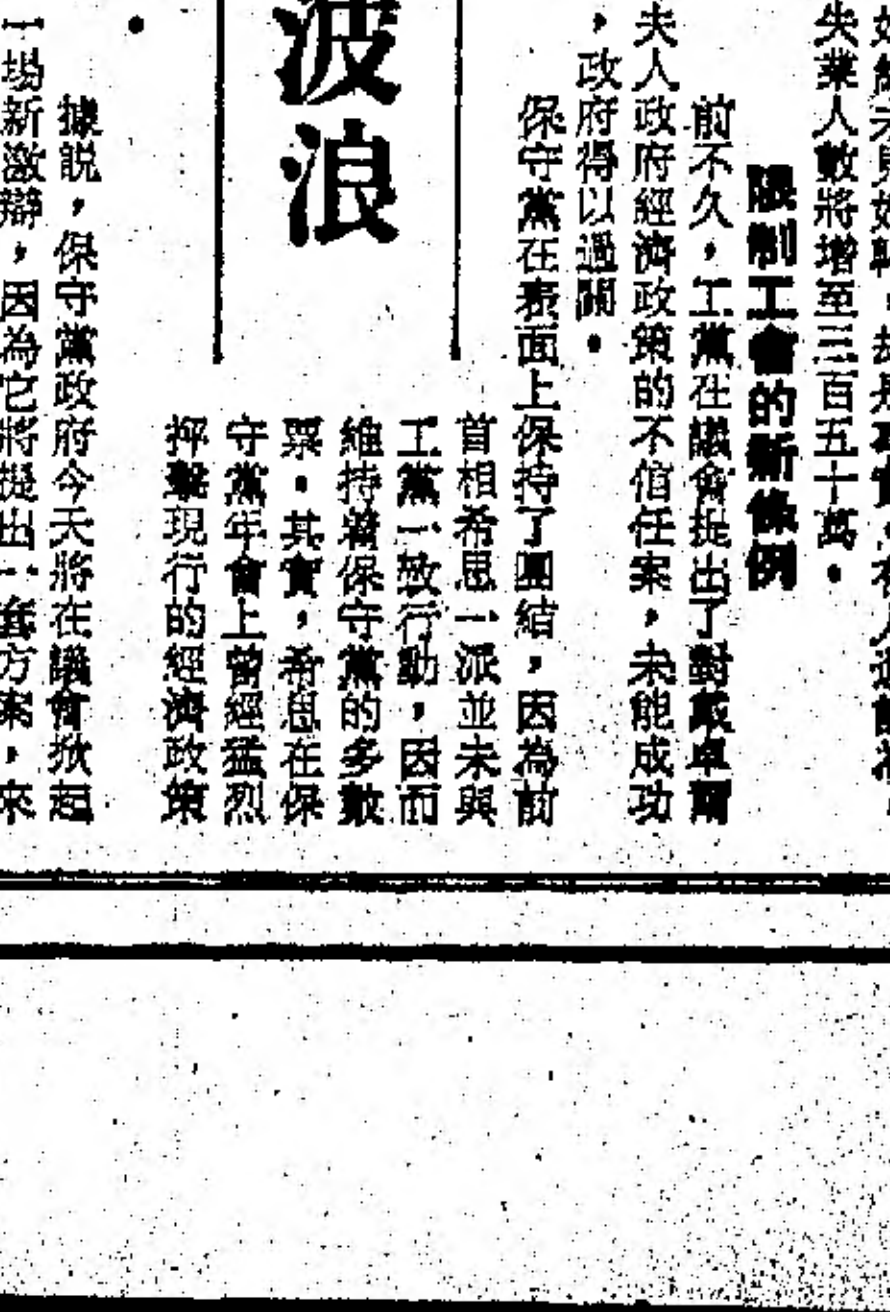 失業人數將增至三百五十萬。
限制工會的新條例
前不久，工黨在議會提出了對戴卓爾
夫人政府經濟政策的不信任案，未能成功
，政府得以過關。
保守黨在表面上保持了團結，因為前
首相希思一派並未與
工黨一致行動，因而
維持着保守黨的多數
票。其實，希思在保
守黨年會上曾經猛烈
抨擊現行的經濟政策
。
波浪
據説，保守黨政府今天將在議會掀起
一場新激辯，因為它將提出一套方案，來